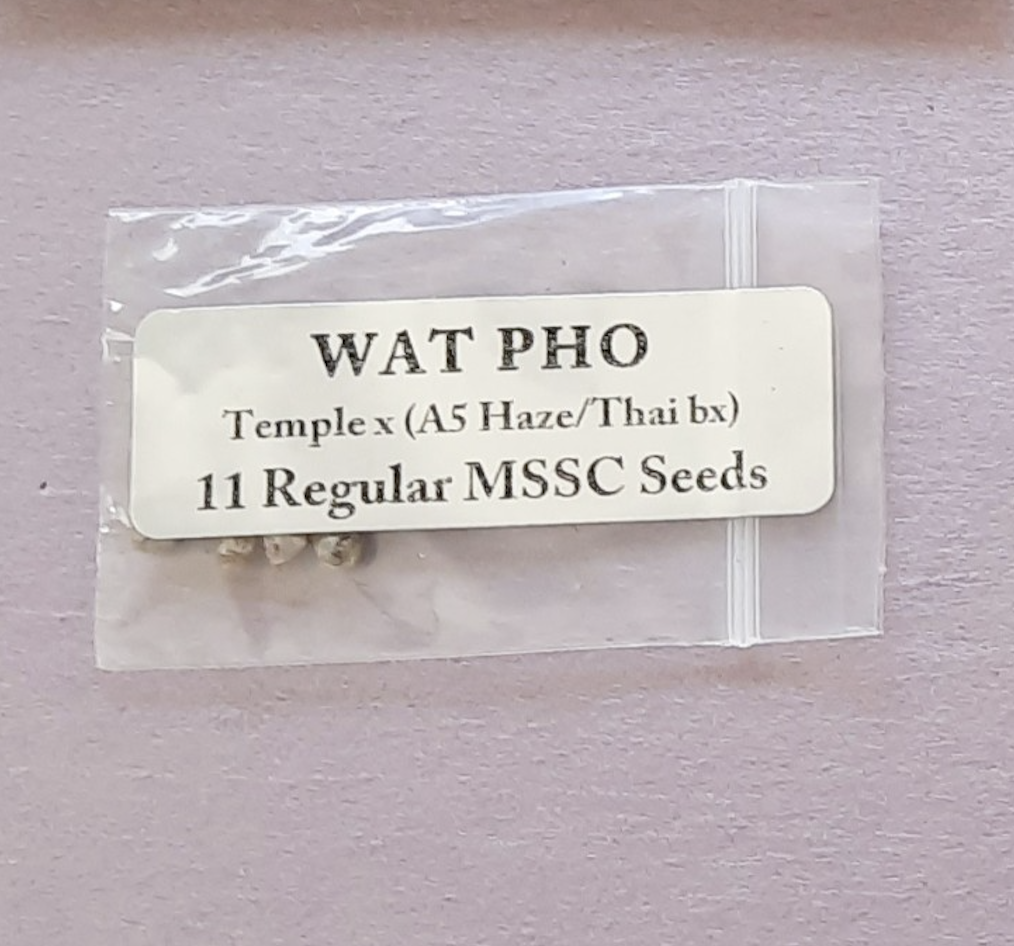 WAT PHO
Temple x (A5 Haze/Thai bx)
11 Regular MSSC Seeds